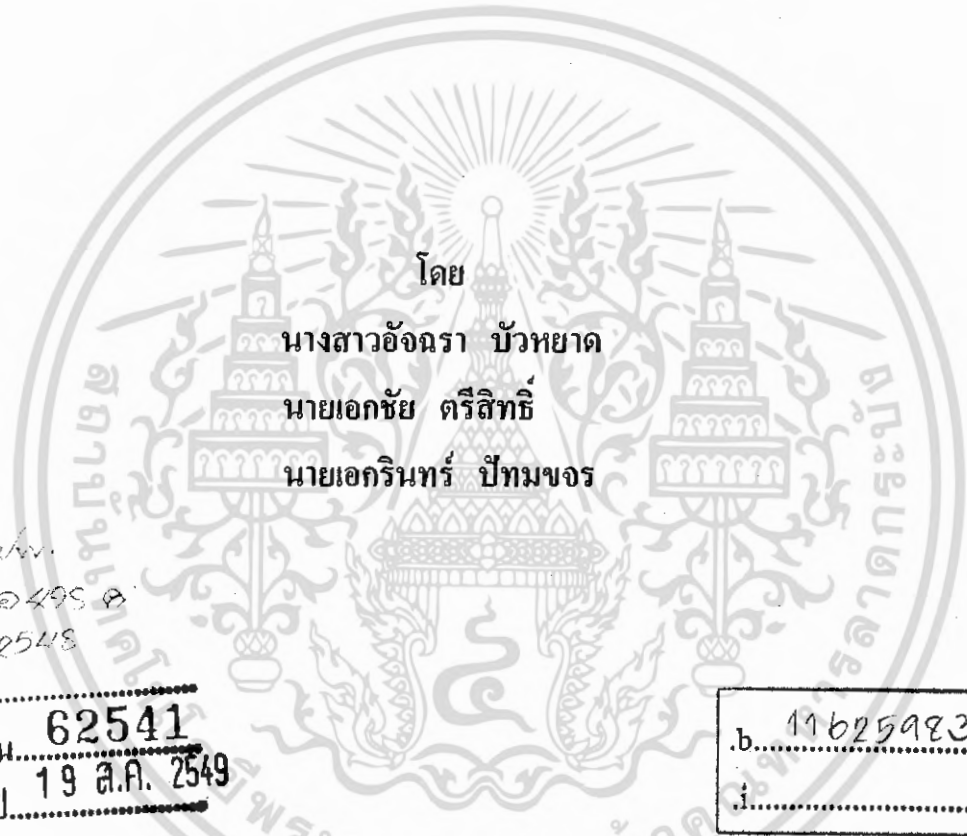 โดย
นางสาวอัจฉรา บัวหยาด
นายเอกชัย ตรีสิทธิ์
นายเอกรินทร์ ปัทมขจร
2548
62541
19 ส.ค. 2549
.b. 11625983
.i.